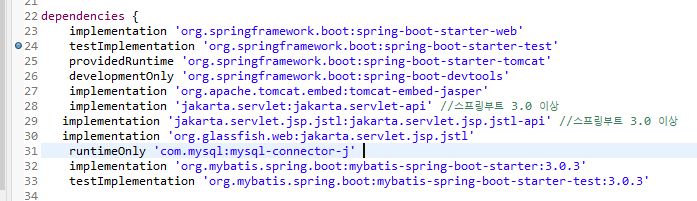 21
22 dependencies {
23 implementation 'org.springframework.boot:spring-boot-starter-web'
24 testImplementation 'org.springframework.boot:spring-boot-starter-test'
25 providedRuntime 'org.springframework.boot:spring-boot-starter-tomcat'
26 developmentOnly 'org.springframework.boot:spring-boot-devtools'
27 implementation 'org.apache.tomcat.embed:tomcat-embed-jasper'
28 implementation 'jakarta.servlet:jakarta.servlet-api' //스프링부트 3.0 이상
29 implementation 'jakarta.servlet.jsp.jstl:jakarta.servlet.jsp.jstl-api' //스프링부트 3.0 이상
30 implementation 'org.glassfish.web:jakarta.servlet.jsp.jstl'
31 runtimeOnly 'com.mysql:mysql-connector-j'
32 implementation 'org.mybatis.spring.boot:mybatis-spring-boot-starter:3.0.3'
33 testImplementation 'org.mybatis.spring.boot:mybatis-spring-boot-starter-test:3.0.3'
34